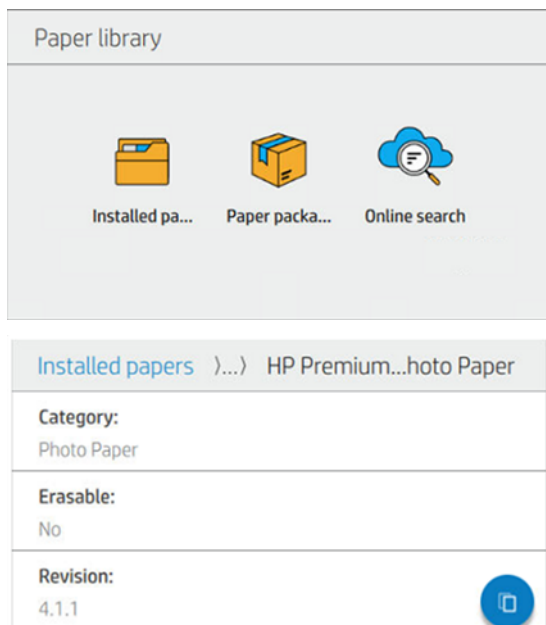 Paper library
Installed pa... Paper packa... Online search
Installed papers 〉...〉 HP Premium...hoto Paper
Category:
Photo Paper
Erasable:
No
Revision:
4.1.1